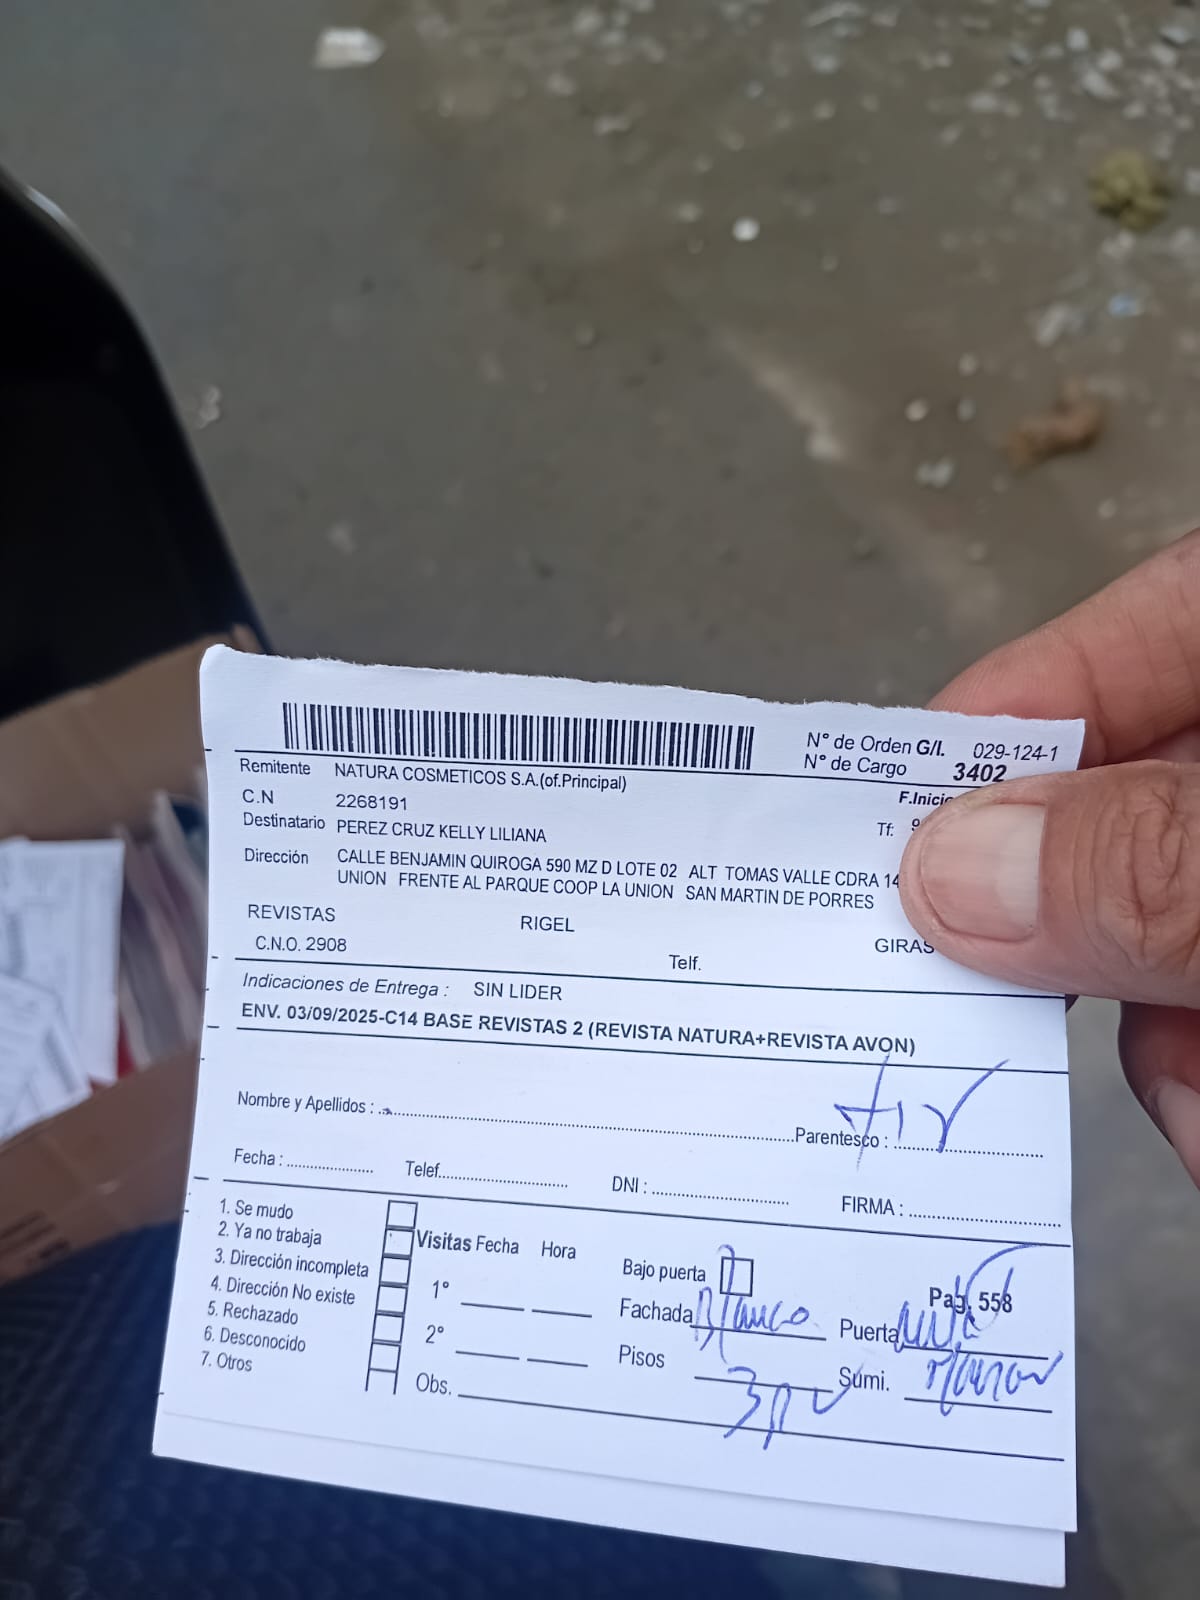 N° de Orden G/I. 029-124-1
N° de Cargo 3402
Remitente NATURA COSMETICOS S.A.(of.Principal)
F.Inicio
C.N 2268191
Tf: 9
Destinatario PEREZ CRUZ KELLY LILIANA
Dirección CALLE BENJAMIN QUIROGA 590 MZ D LOTE 02 ALT TOMAS VALLE CDRA 14
UNION FRENTE AL PARQUE COOP LA UNION SAN MARTIN DE PORRES
REVISTAS RIGEL GIRAS
C.N.O. 2908 Telf.
Indicaciones de Entrega : SIN LIDER
ENV. 03/09/2025-C14 BASE REVISTAS 2 (REVISTA NATURA+REVISTA AVON)
Nombre y Apellidos : Parentesco :
Fecha : Telef. DNI : FIRMA :
1. Se mudo
2. Ya no trabaja
3. Dirección incompleta
4. Dirección No existe
5. Rechazado
6. Desconocido
7. Otros
Visitas Fecha Hora
1°
2°
Obs.
Bajo puerta Pag. 558
Fachada Blanco Puerta
Pisos 3 Sumi.